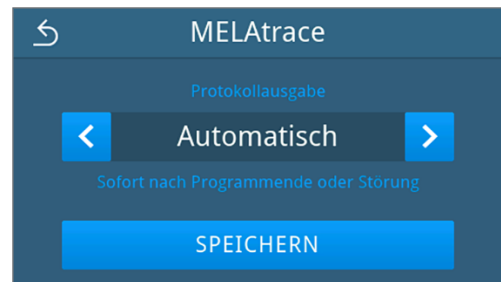 MELAtrace
Protokollausgabe
Automatisch
Sofort nach Programmende oder Störung
SPEICHERN